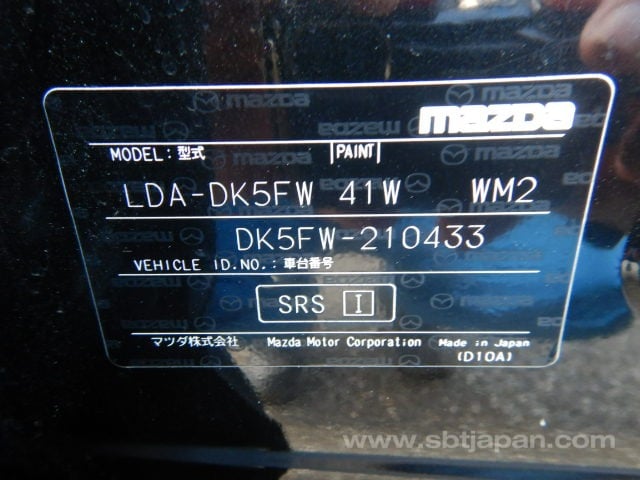 mazda
MODEL: 型式 PAINT
LDA-DK5FW 41W WM2
DK5FW-210433
VEHICLE ID.NO.: 車台番号
SRS I
マツダ株式会社 Mazda Motor Corporation Made in Japan
(D10A)
www.sbtjapan.com